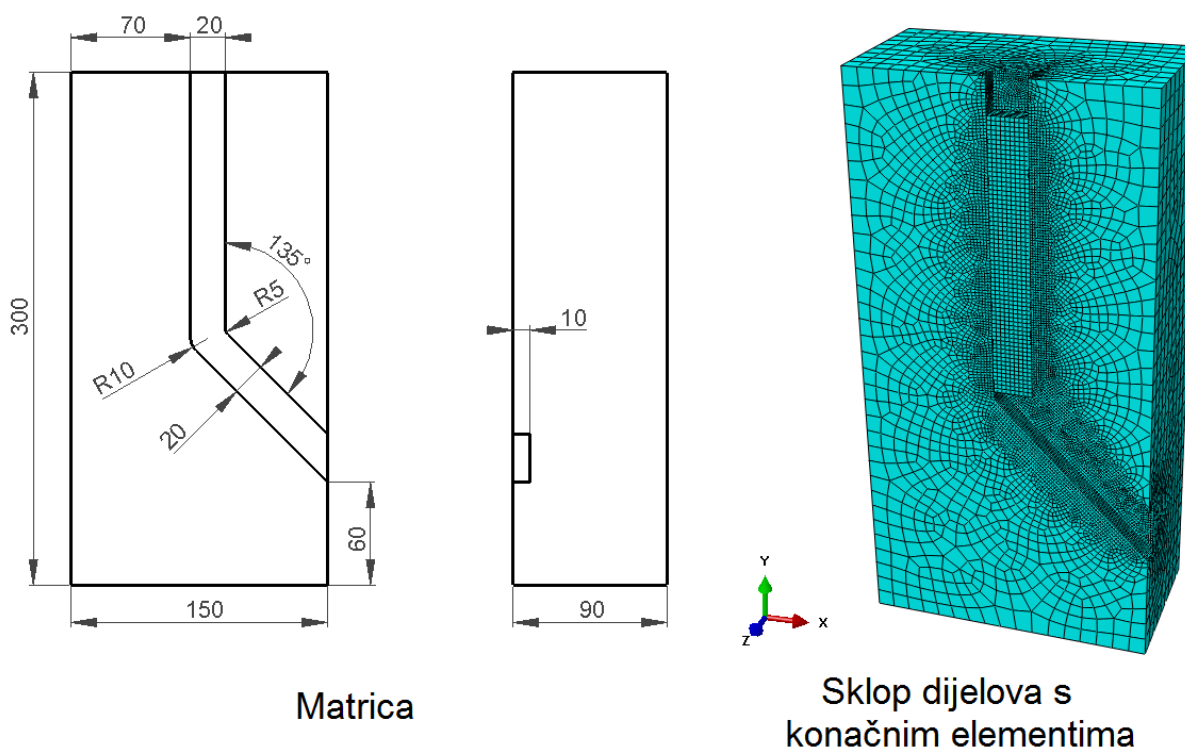 70
20
300
135°
R5
10
R10
20
60
150
90
Y
X
Z
Matrica
Sklop dijelova s
konačnim elementima